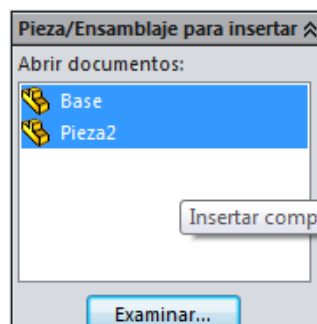 Pieza/Ensamblaje para insertar
Abrir documentos:
Base
Pieza2
Insertar comp
Examinar...